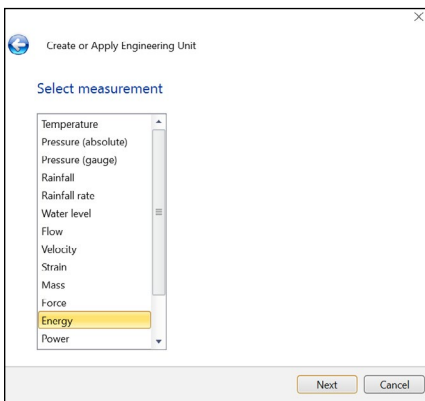 Create or Apply Engineering Unit
Select measurement
Temperature
Pressure (absolute)
Pressure (gauge)
Rainfall
Rainfall rate
Water level
Flow
Velocity
Strain
Mass
Force
Energy
Power
Next Cancel